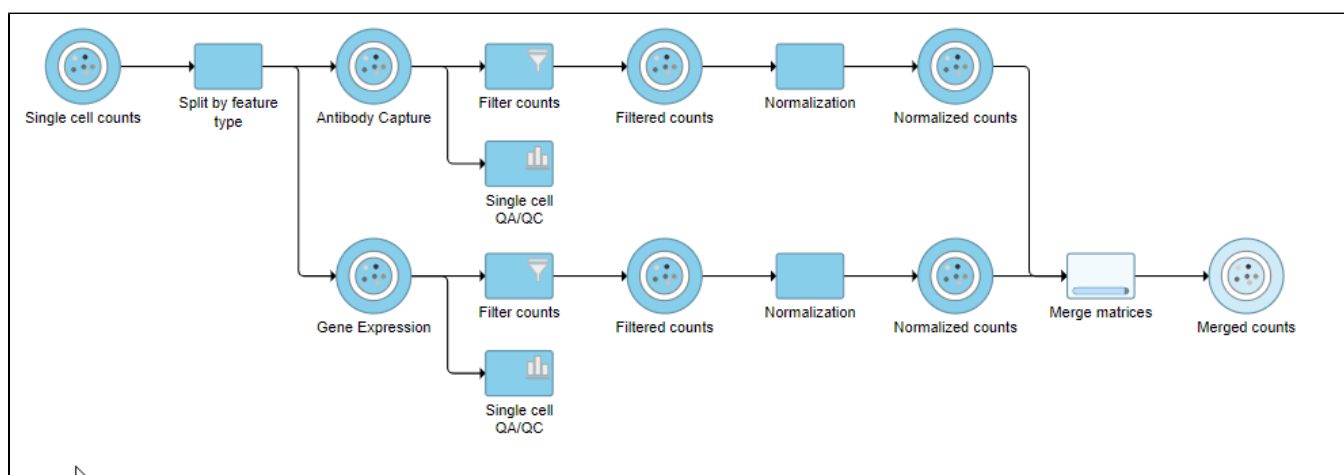 Single cell counts
Split by feature
type
Antibody Capture
Filter counts
Filtered counts
Normalization
Normalized counts
Single cell
QA/QC
Gene Expression
Filter counts
Filtered counts
Normalization
Normalized counts
Merge matrices
Merged counts
Single cell
QA/QC